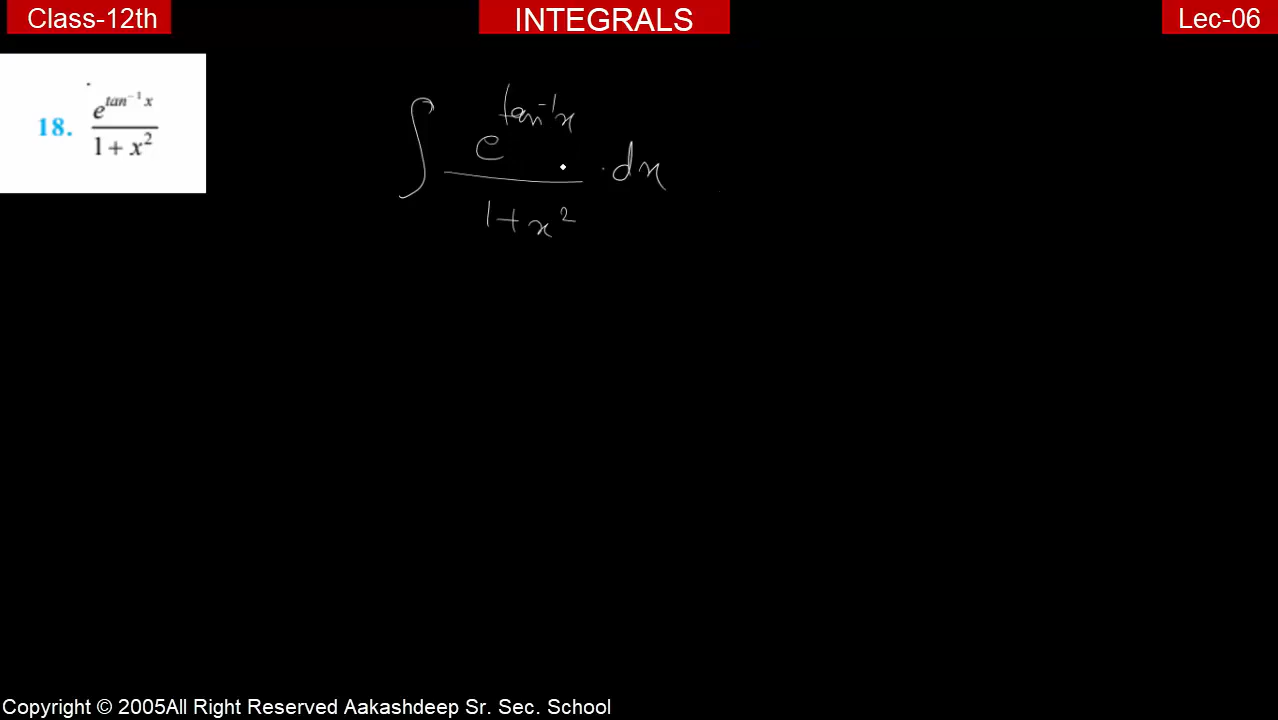 Class-12th INTEGRALS Lec-06
18. e^{tan^{-1} x} / 1 + x^2
∫ e^{tan^{-1} x} / 1 + x^2 . dx
Copyright © 2005All Right Reserved Aakashdeep Sr. Sec. School